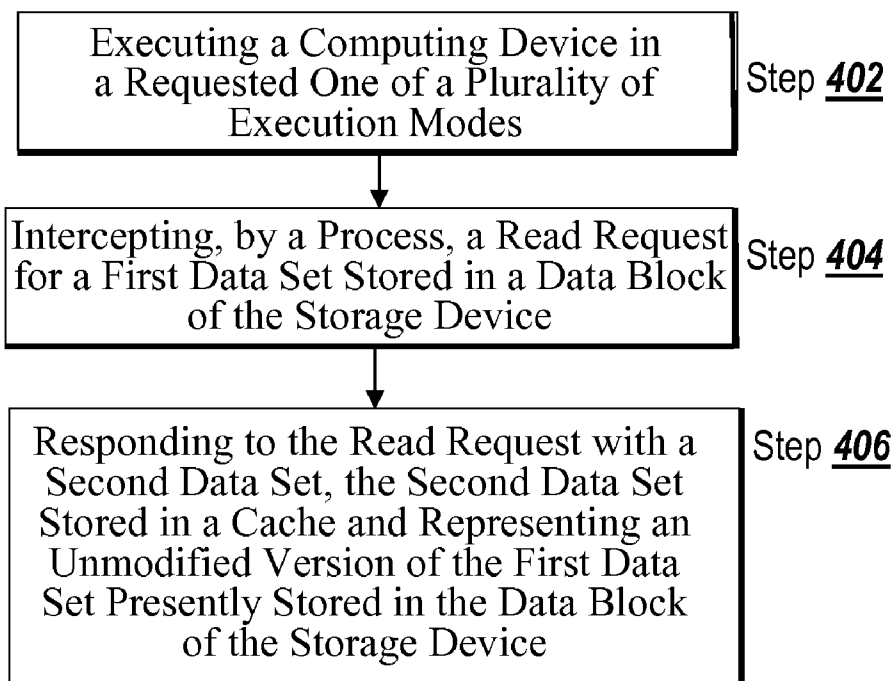 Executing a Computing Device in
a Requested One of a Plurality of
Execution Modes
Step 402
Intercepting, by a Process, a Read Request
for a First Data Set Stored in a Data Block
of the Storage Device
Step 404
Responding to the Read Request with a
Second Data Set, the Second Data Set
Stored in a Cache and Representing an
Unmodified Version of the First Data
Set Presently Stored in the Data Block
of the Storage Device
Step 406